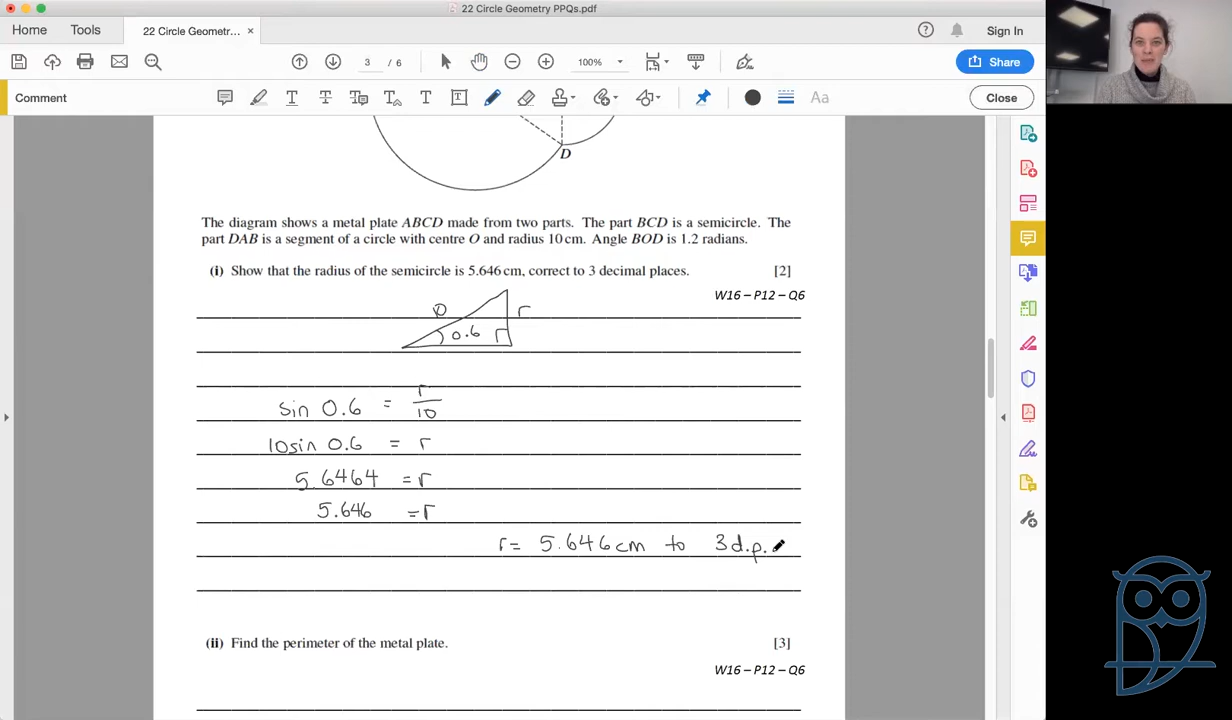 22 Circle Geometry PPQs.pdf
Home Tools 22 Circle Geometr... × Sign In
3 / 6 100% Share
Comment Aa Close
D
The diagram shows a metal plate ABCD made from two parts. The part BCD is a semicircle. The
part DAB is a segment of a circle with centre O and radius 10 cm. Angle BOD is 1.2 radians.
(i) Show that the radius of the semicircle is 5.646 cm, correct to 3 decimal places. [2]
W16 – P12 – Q6
10 r
0.6
sin 0.6 = r/10
10sin 0.6 = r
5.6464 = r
5.646 = r
r = 5.646 cm to 3 d.p.
(ii) Find the perimeter of the metal plate. [3]
W16 – P12 – Q6